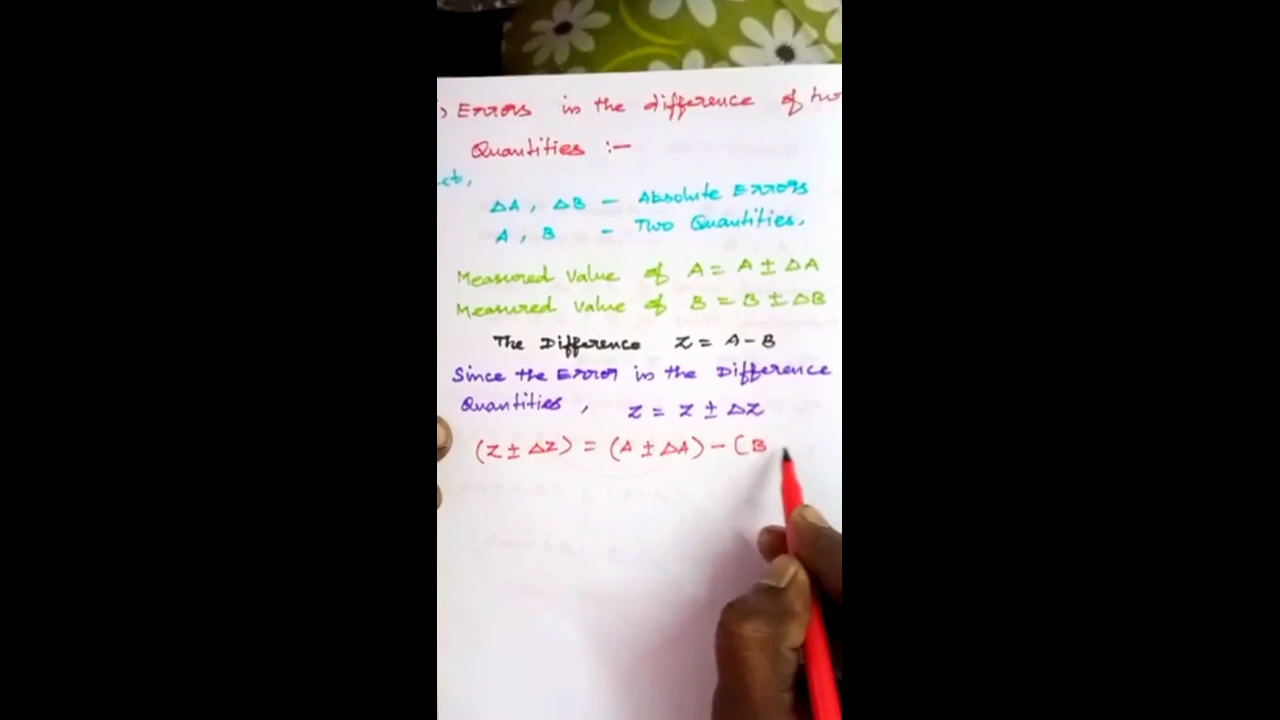 Errors in the difference of two
Quantities :-
ΔA, ΔB - Absolute Errors
A, B - Two Quantities.
Measured value of A = A ± ΔA
Measured value of B = B ± ΔB
The Difference Z = A - B
Since the Error in the Difference
Quantities, Z = Z ± ΔZ
(Z ± ΔZ) = (A ± ΔA) - (B